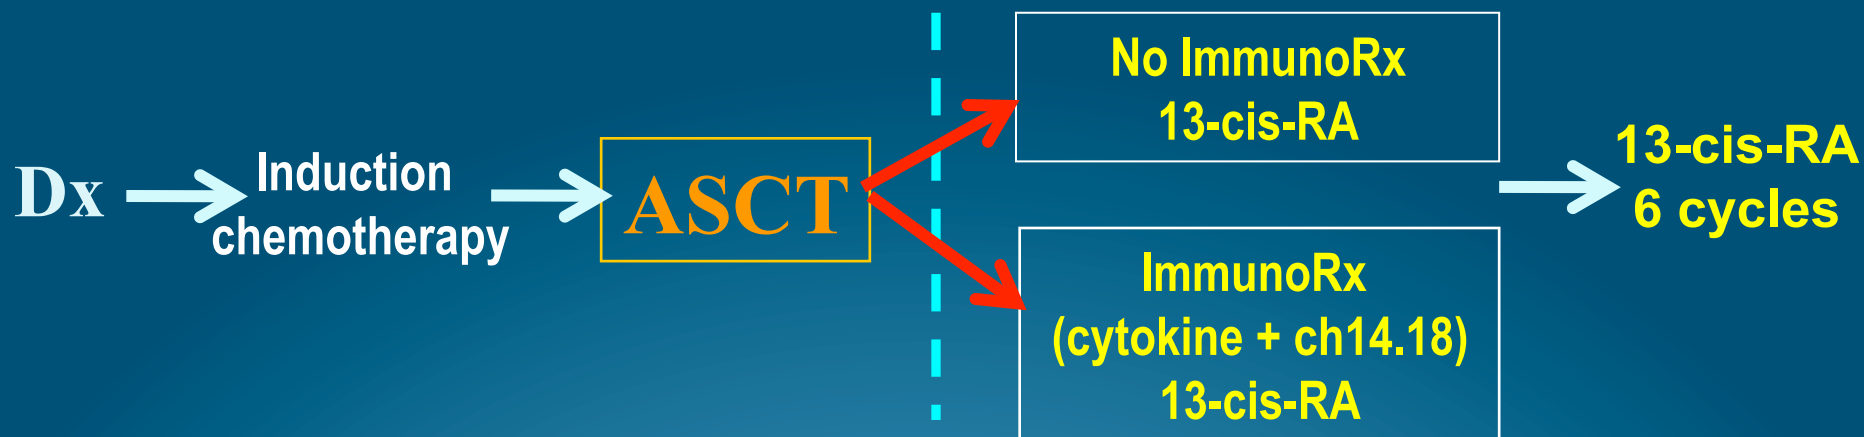 Dx
Induction
chemotherapy
ASCT
No ImmunoRx
13-cis-RA
ImmunoRx
(cytokine + ch14.18)
13-cis-RA
13-cis-RA
6 cycles